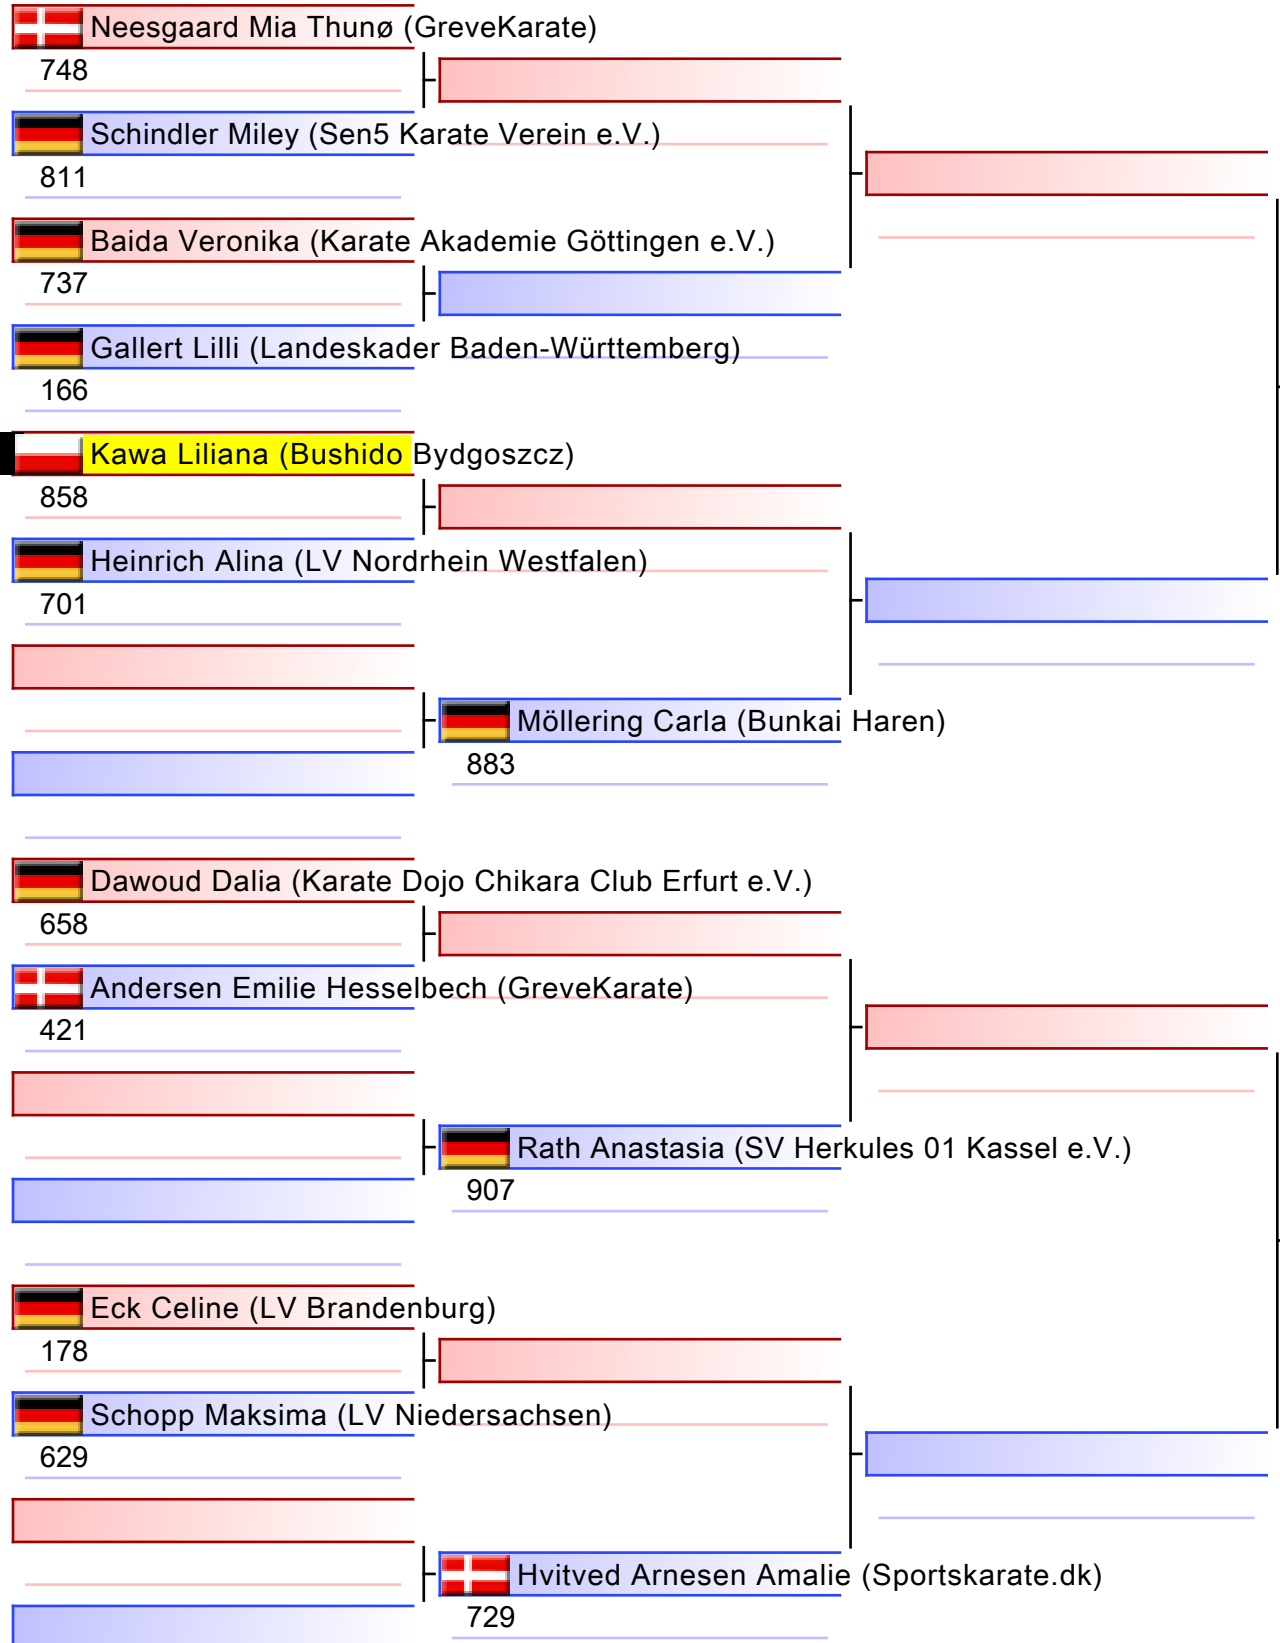 Neesgaard Mia Thunø (GreveKarate)
748
Schindler Miley (Sen5 Karate Verein e.V.)
811
Baida Veronika (Karate Akademie Göttingen e.V.)
737
Gallert Lilli (Landeskader Baden-Württemberg)
166
Kawa Liliana (Bushido Bydgoszcz)
858
Heinrich Alina (LV Nordrhein Westfalen)
701
Möllering Carla (Bunkai Haren)
883
Dawoud Dalia (Karate Dojo Chikara Club Erfurt e.V.)
658
Andersen Emilie Hesselbech (GreveKarate)
421
Rath Anastasia (SV Herkules 01 Kassel e.V.)
907
Eck Celine (LV Brandenburg)
178
Schopp Maksima (LV Niedersachsen)
629
Hvitved Arnesen Amalie (Sportskarate.dk)
729